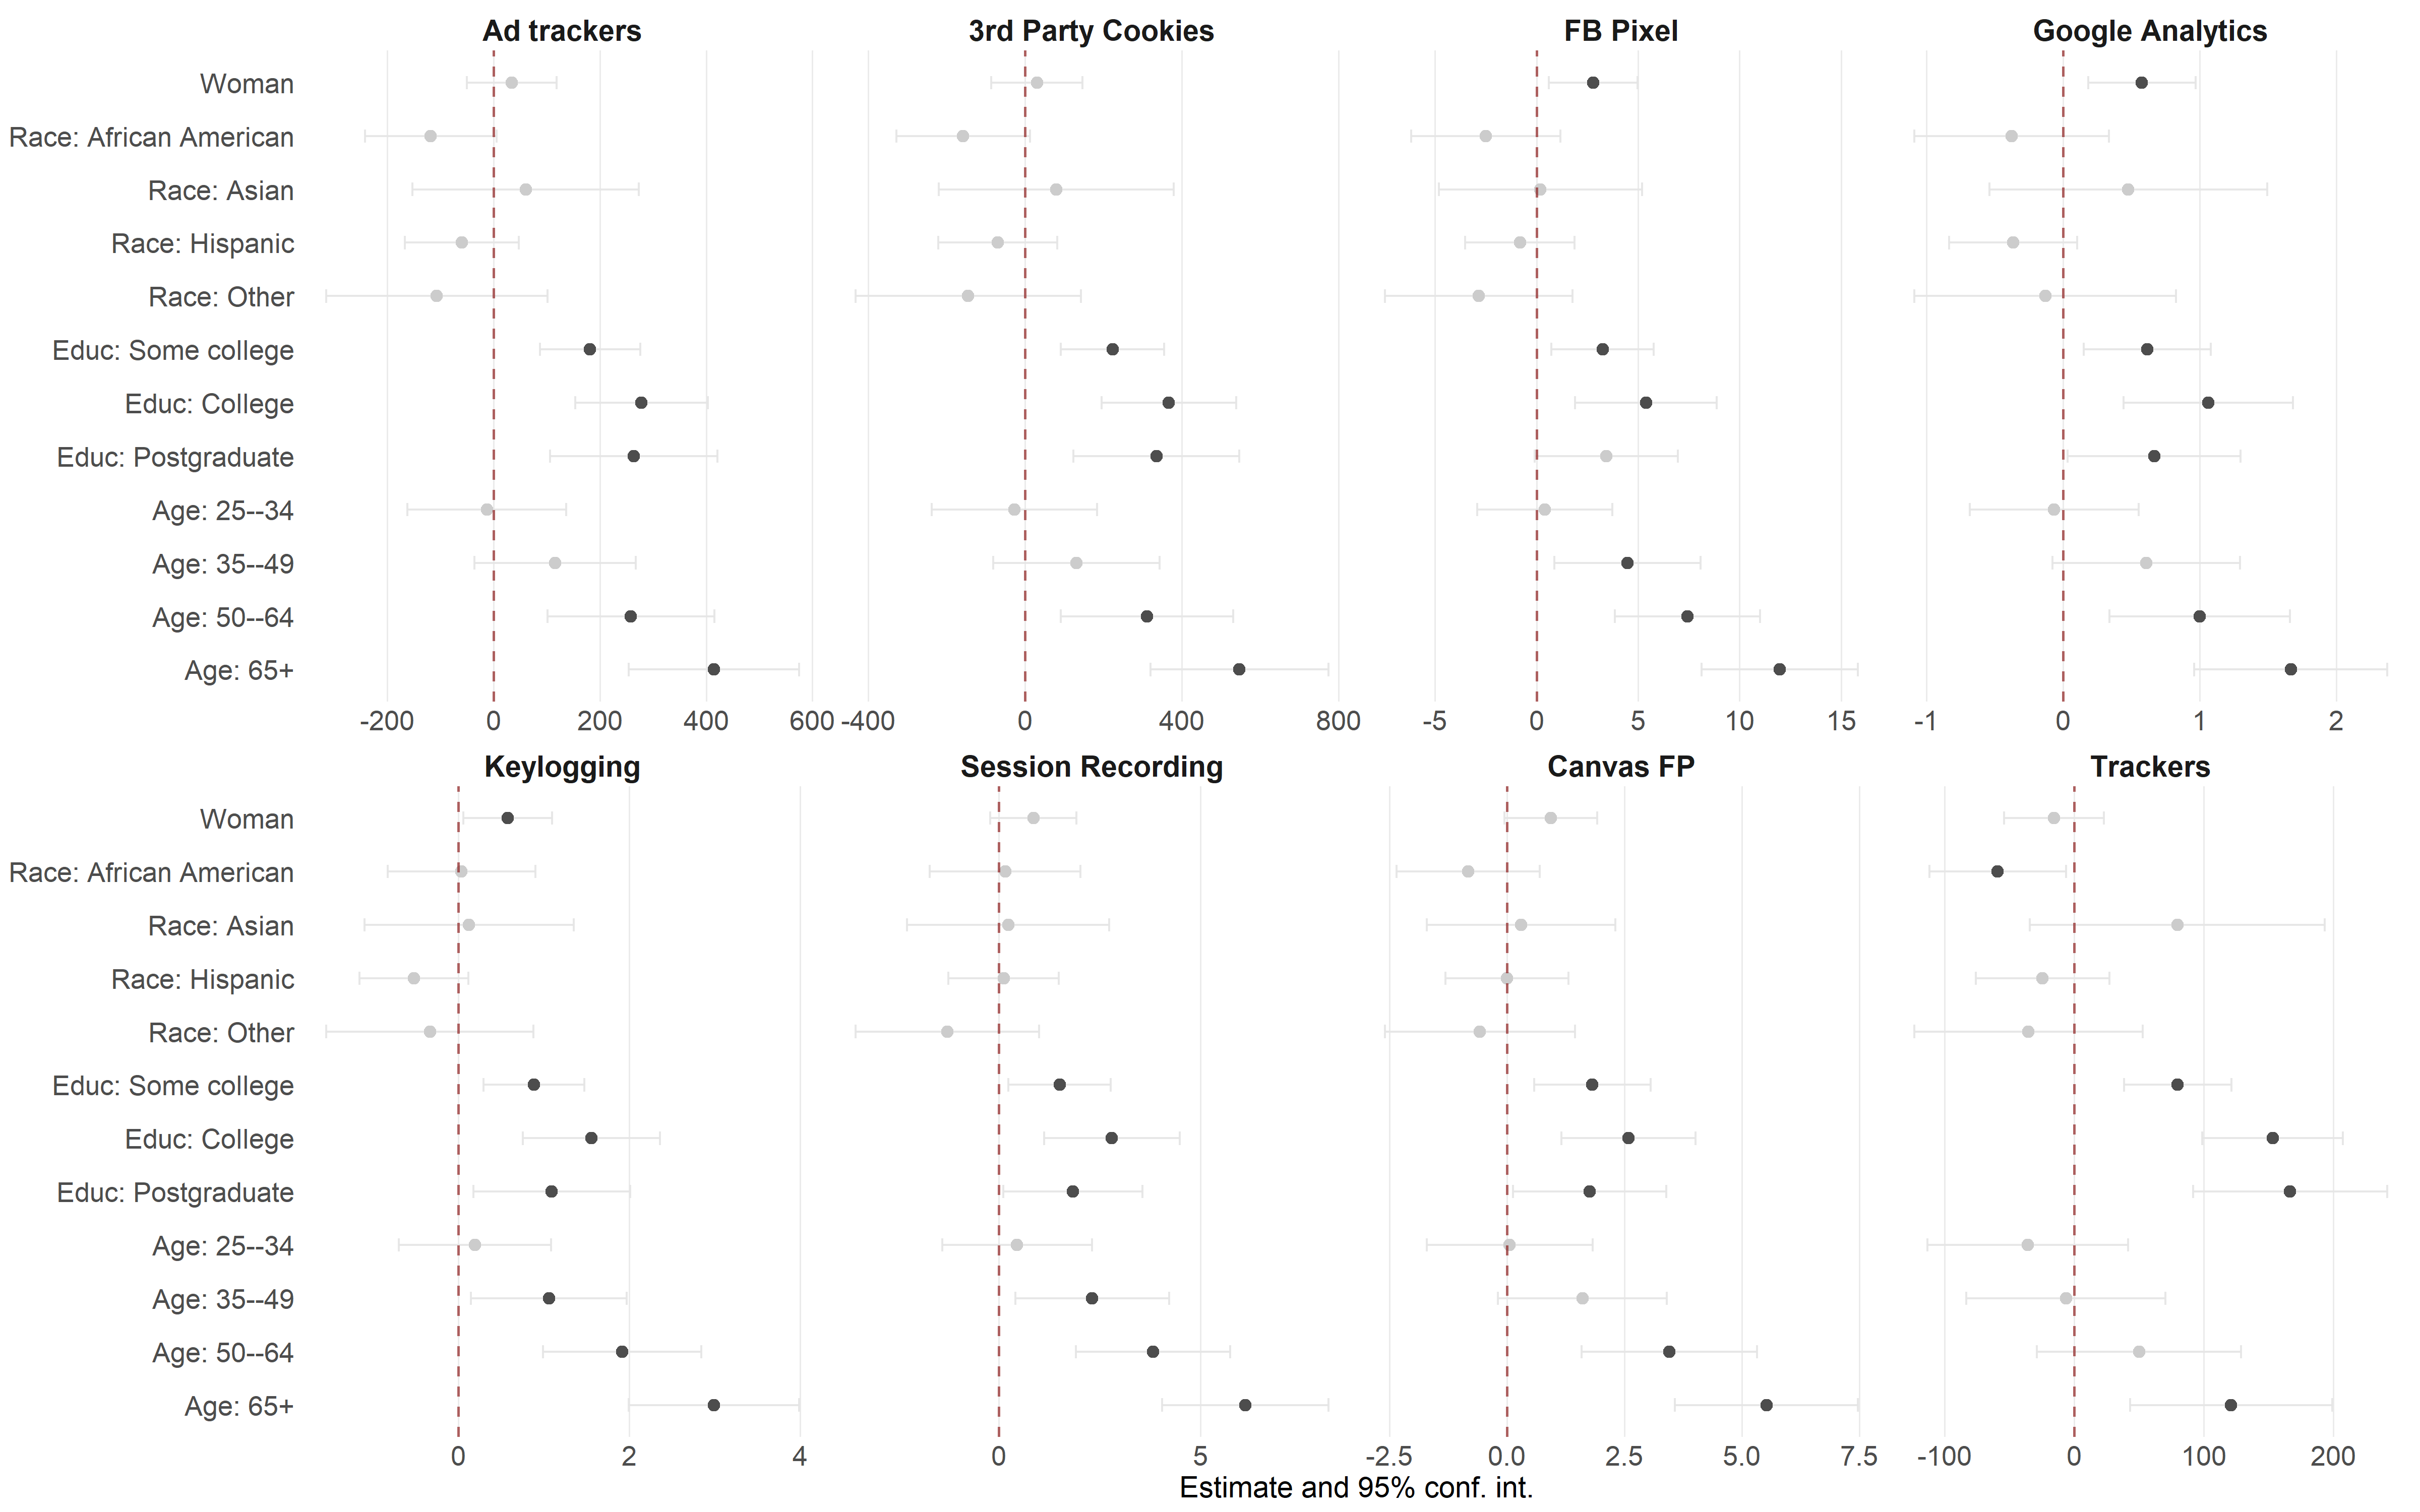 Ad trackers 3rd Party Cookies FB Pixel Google Analytics
Woman
Race: African American
Race: Asian
Race: Hispanic
Race: Other
Educ: Some college
Educ: College
Educ: Postgraduate
Age: 25--34
Age: 35--49
Age: 50--64
Age: 65+
-200 0 200 400 600 -400 0 400 800 -5 0 5 10 15 -1 0 1 2
Keylogging Session Recording Canvas FP Trackers
Woman
Race: African American
Race: Asian
Race: Hispanic
Race: Other
Educ: Some college
Educ: College
Educ: Postgraduate
Age: 25--34
Age: 35--49
Age: 50--64
Age: 65+
0 2 4 0 5 -2.5 0.0 2.5 5.0 7.5 -100 0 100 200
Estimate and 95% conf. int.